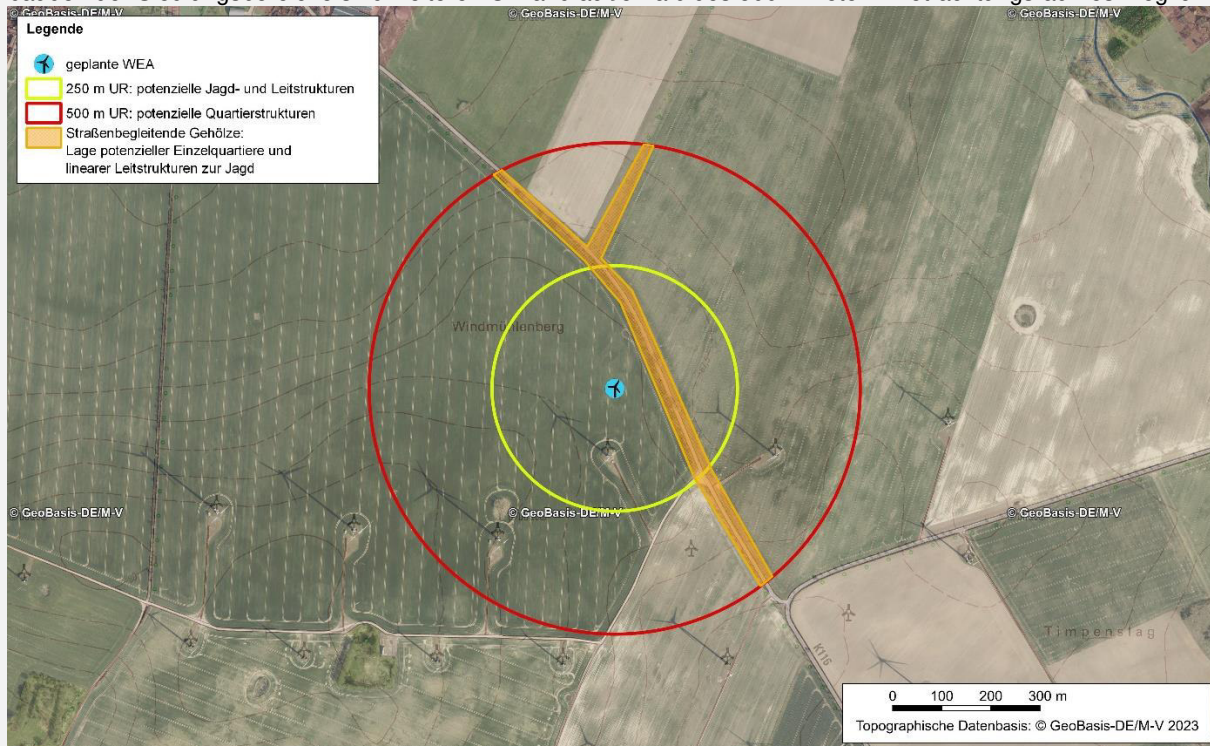 © GeoBasis-DE/M-V
© GeoBasis-DE/M-V
Legende
geplante WEA
250 m UR: potenzielle Jagd- und Leitstrukturen
500 m UR: potenzielle Quartierstrukturen
Straßenbegleitende Gehölze:
Lage potenzieller Einzelquartiere und
linearer Leitstrukturen zur Jagd
Windmühlenberg
© GeoBasis-DE/M-V
© GeoBasis-DE/M-V
© GeoBasis-DE/M-V
Timpenslag
K116
0 100 200 300 m
Topographische Datenbasis: © GeoBasis-DE/M-V 2023